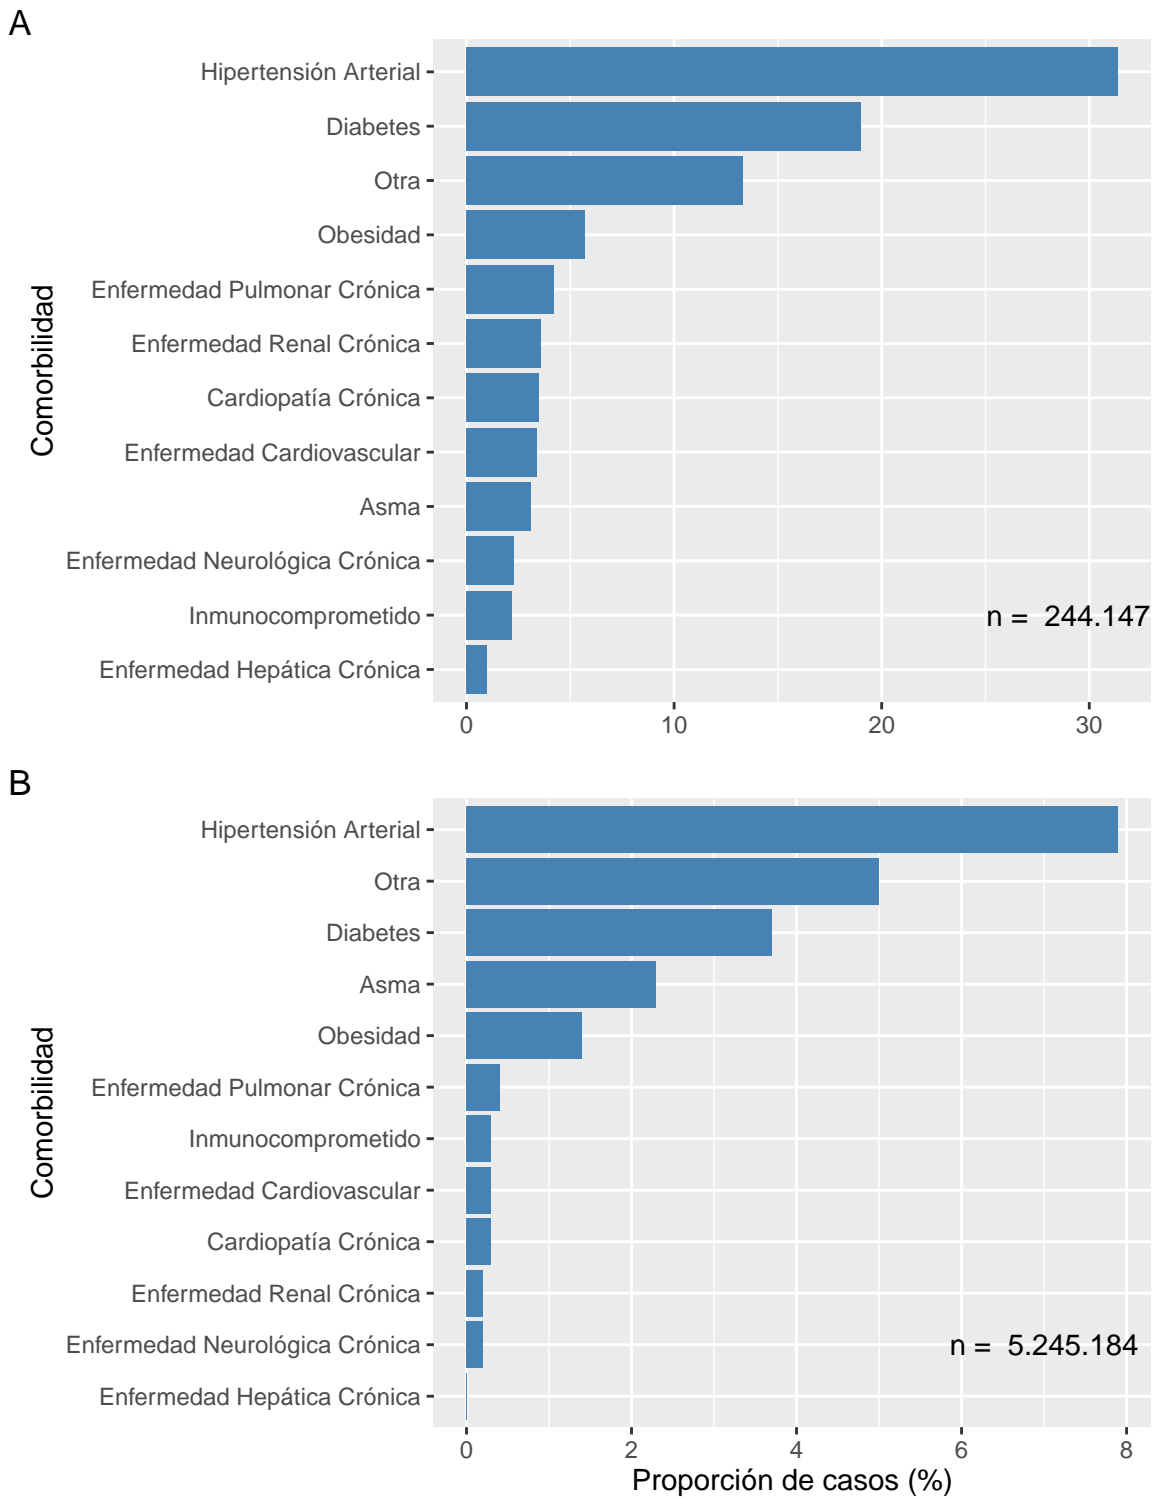 A
Comorbilidad
Hipertensión Arterial
Diabetes
Otra
Obesidad
Enfermedad Pulmonar Crónica
Enfermedad Renal Crónica
Cardiopatía Crónica
Enfermedad Cardiovascular
Asma
Enfermedad Neurológica Crónica
Inmunocomprometido
Enfermedad Hepática Crónica
n = 244.147
0 10 20 30
B
Comorbilidad
Hipertensión Arterial
Otra
Diabetes
Asma
Obesidad
Enfermedad Pulmonar Crónica
Inmunocomprometido
Enfermedad Cardiovascular
Cardiopatía Crónica
Enfermedad Renal Crónica
Enfermedad Neurológica Crónica
Enfermedad Hepática Crónica
n = 5.245.184
0 2 4 6 8
Proporción de casos (%)